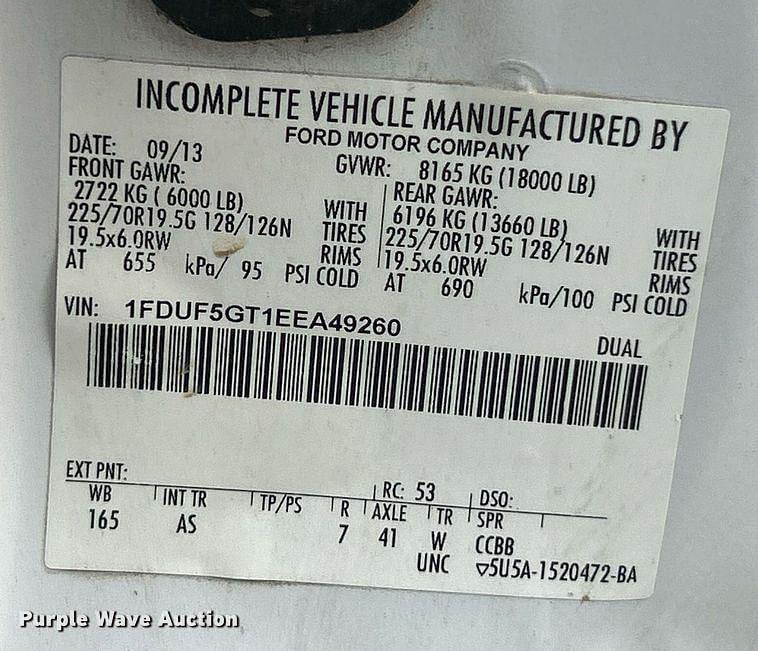 INCOMPLETE VEHICLE MANUFACTURED BY
FORD MOTOR COMPANY
DATE: 09/13 GVWR: 8165 KG (18000 LB)
FRONT GAWR: REAR GAWR:
2722 KG ( 6000 LB) WITH 6196 KG (13660 LB) WITH
225/70R19.5G 128/126N TIRES 225/70R19.5G 128/126N TIRES
19.5x6.0RW RIMS 19.5x6.0RW RIMS
AT 655 kPa/ 95 PSI COLD AT 690 kPa/100 PSI COLD
VIN: 1FDUF5GT1EEA49260
DUAL
EXT PNT: RC: 53 DSO:
WB INT TR TP/PS R AXLE TR SPR
165 AS 7 41 W CCBB
UNC ▽5U5A-1520472-BA
Purple Wave Auction